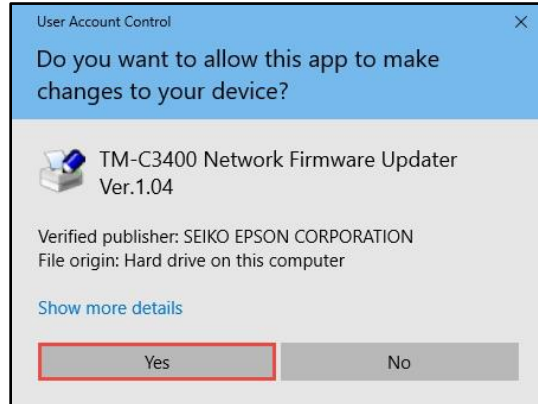 User Account Control
Do you want to allow this app to make
changes to your device?
TM-C3400 Network Firmware Updater
Ver.1.04
Verified publisher: SEIKO EPSON CORPORATION
File origin: Hard drive on this computer
Show more details
Yes
No